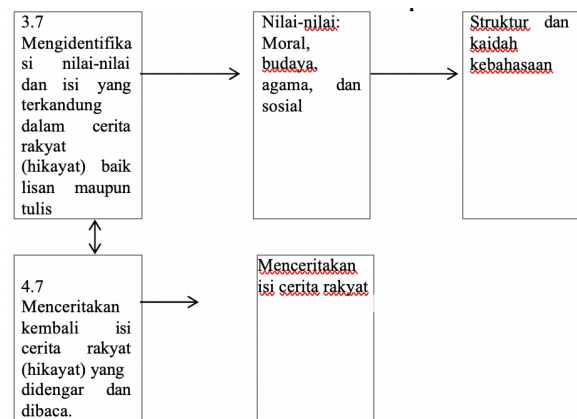 3.7
Mengidentifika
si nilai-nilai
dan isi yang
terkandung
dalam cerita
rakyat
(hikayat) baik
lisan maupun
tulis
Nilai-nilai:
Moral,
budaya,
agama, dan
sosial
Struktur dan
kaidah
kebahasaan
4.7
Menceritakan
kembali isi
cerita rakyat
(hikayat) yang
didengar dan
dibaca.
Menceritakan
isi cerita rakyat